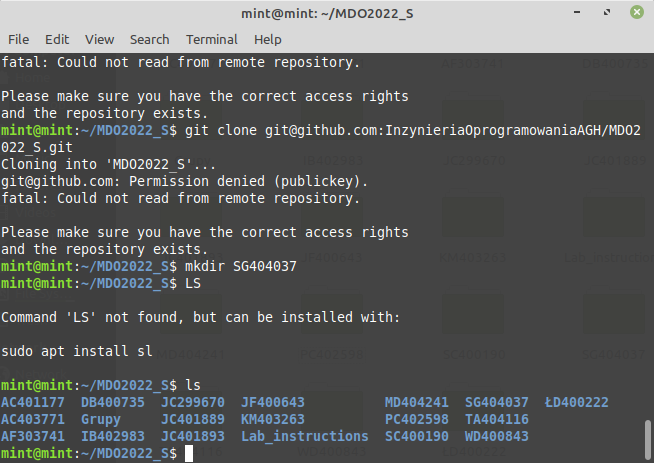 mint@mint: ~/MDO2022_S
File Edit View Search Terminal Help
fatal: Could not read from remote repository.
Please make sure you have the correct access rights
and the repository exists.
mint@mint:~/MDO2022_S$ git clone git@github.com:InzynieriaOprogramowaniaAGH/MDO2
022_S.git
Cloning into 'MDO2022_S'...
git@github.com: Permission denied (publickey).
fatal: Could not read from remote repository.
Please make sure you have the correct access rights
and the repository exists.
mint@mint:~/MDO2022_S$ mkdir SG404037
mint@mint:~/MDO2022_S$ LS
Command 'LS' not found, but can be installed with:
sudo apt install sl
mint@mint:~/MDO2022_S$ ls
AC401177 DB400735 JC299670 JF400643 MD404241 SG404037 ŁD400222
AC403771 Grupy JC401889 KM403263 PC402598 TA404116
AF303741 IB402983 JC401893 Lab_instructions SC400190 WD400843
mint@mint:~/MDO2022_S$